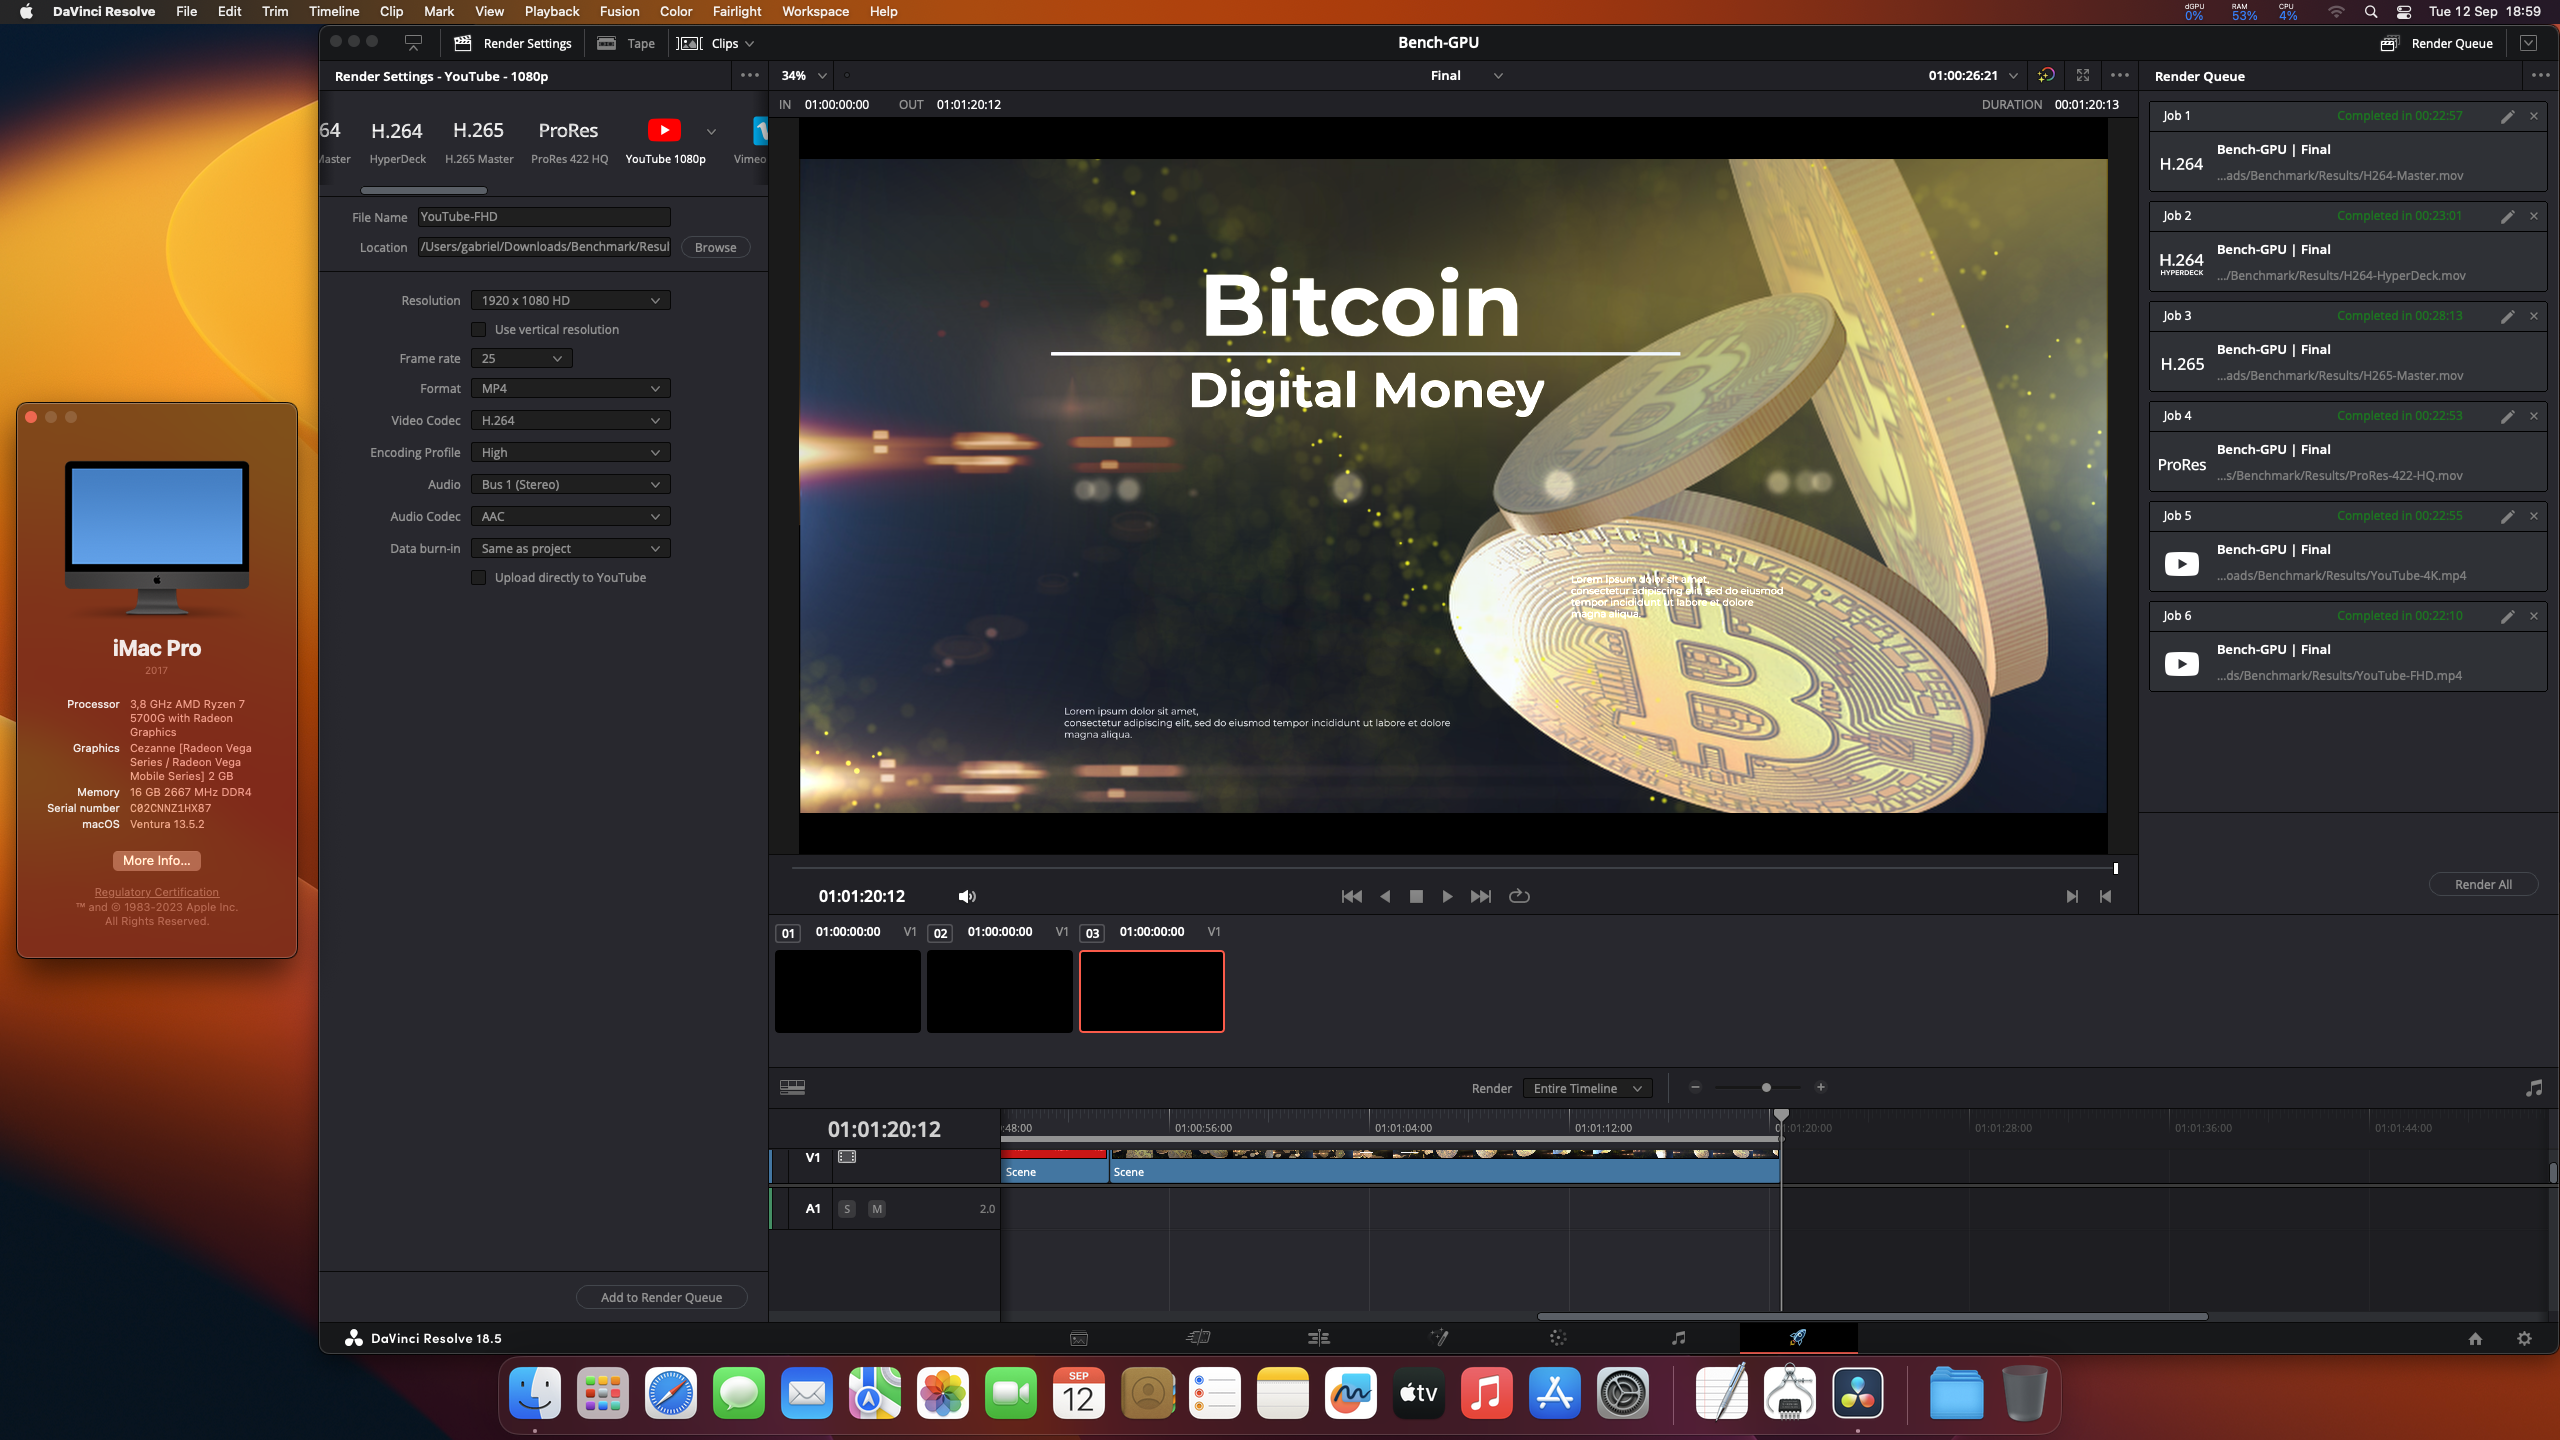 DaVinci Resolve File Edit Trim Timeline Clip Mark View Playback Fusion Color Fairlight Workspace Help
dGPU 0% RAM 53% CPU 4% Tue 12 Sep 18:59
Render Settings Tape Clips
Bench-GPU
Render Queue
Render Settings - YouTube - 1080p
34%
Final
01:00:26:21
Render Queue
IN 01:00:00:00 OUT 01:01:20:12
DURATION 00:01:20:13
64 H.264 H.265 ProRes
Master HyperDeck H.265 Master ProRes 422 HQ YouTube 1080p Vimeo
File Name YouTube-FHD
Location /Users/gabriel/Downloads/Benchmark/Resul Browse
Resolution 1920 x 1080 HD
Use vertical resolution
Frame rate 25
Format MP4
Video Codec H.264
Encoding Profile High
Audio Bus 1 (Stereo)
Audio Codec AAC
Data burn-in Same as project
Upload directly to YouTube
Add to Render Queue
iMac Pro
2017
Processor 3,8 GHz AMD Ryzen 7
5700G with Radeon
Graphics
Graphics Cezanne [Radeon Vega
Series / Radeon Vega
Mobile Series] 2 GB
Memory 16 GB 2667 MHz DDR4
Serial number C02CNNZ1HX87
macOS Ventura 13.5.2
More Info...
Regulatory Certification
™ and © 1983-2023 Apple Inc.
All Rights Reserved.
Bitcoin
Digital Money
Lorem ipsum dolor sit amet,
consectetur adipiscing elit, sed do eiusmod
tempor incididunt ut labore et dolore
magna aliqua.
Lorem ipsum dolor sit amet,
consectetur adipiscing elit, sed do eiusmod tempor incididunt ut labore et dolore
magna aliqua.
Job 1 Completed in 00:22:57
Bench-GPU | Final
H.264
...ads/Benchmark/Results/H264-Master.mov
Job 2 Completed in 00:23:01
Bench-GPU | Final
H.264
HYPERDECK
.../Benchmark/Results/H264-HyperDeck.mov
Job 3 Completed in 00:28:13
Bench-GPU | Final
H.265
...ads/Benchmark/Results/H265-Master.mov
Job 4 Completed in 00:22:53
Bench-GPU | Final
ProRes
...s/Benchmark/Results/ProRes-422-HQ.mov
Job 5 Completed in 00:22:55
Bench-GPU | Final
...oads/Benchmark/Results/YouTube-4K.mp4
Job 6 Completed in 00:22:10
Bench-GPU | Final
...ds/Benchmark/Results/YouTube-FHD.mp4
Render All
01:01:20:12
01 01:00:00:00 V1 02 01:00:00:00 V1 03 01:00:00:00 V1
Render Entire Timeline
01:01:20:12
:48:00 01:00:56:00 01:01:04:00 01:01:12:00 01:01:20:00 01:01:28:00 01:01:36:00 01:01:44:00
V1
Scene Scene
A1 S M 2.0
DaVinci Resolve 18.5
SEP
12
tv